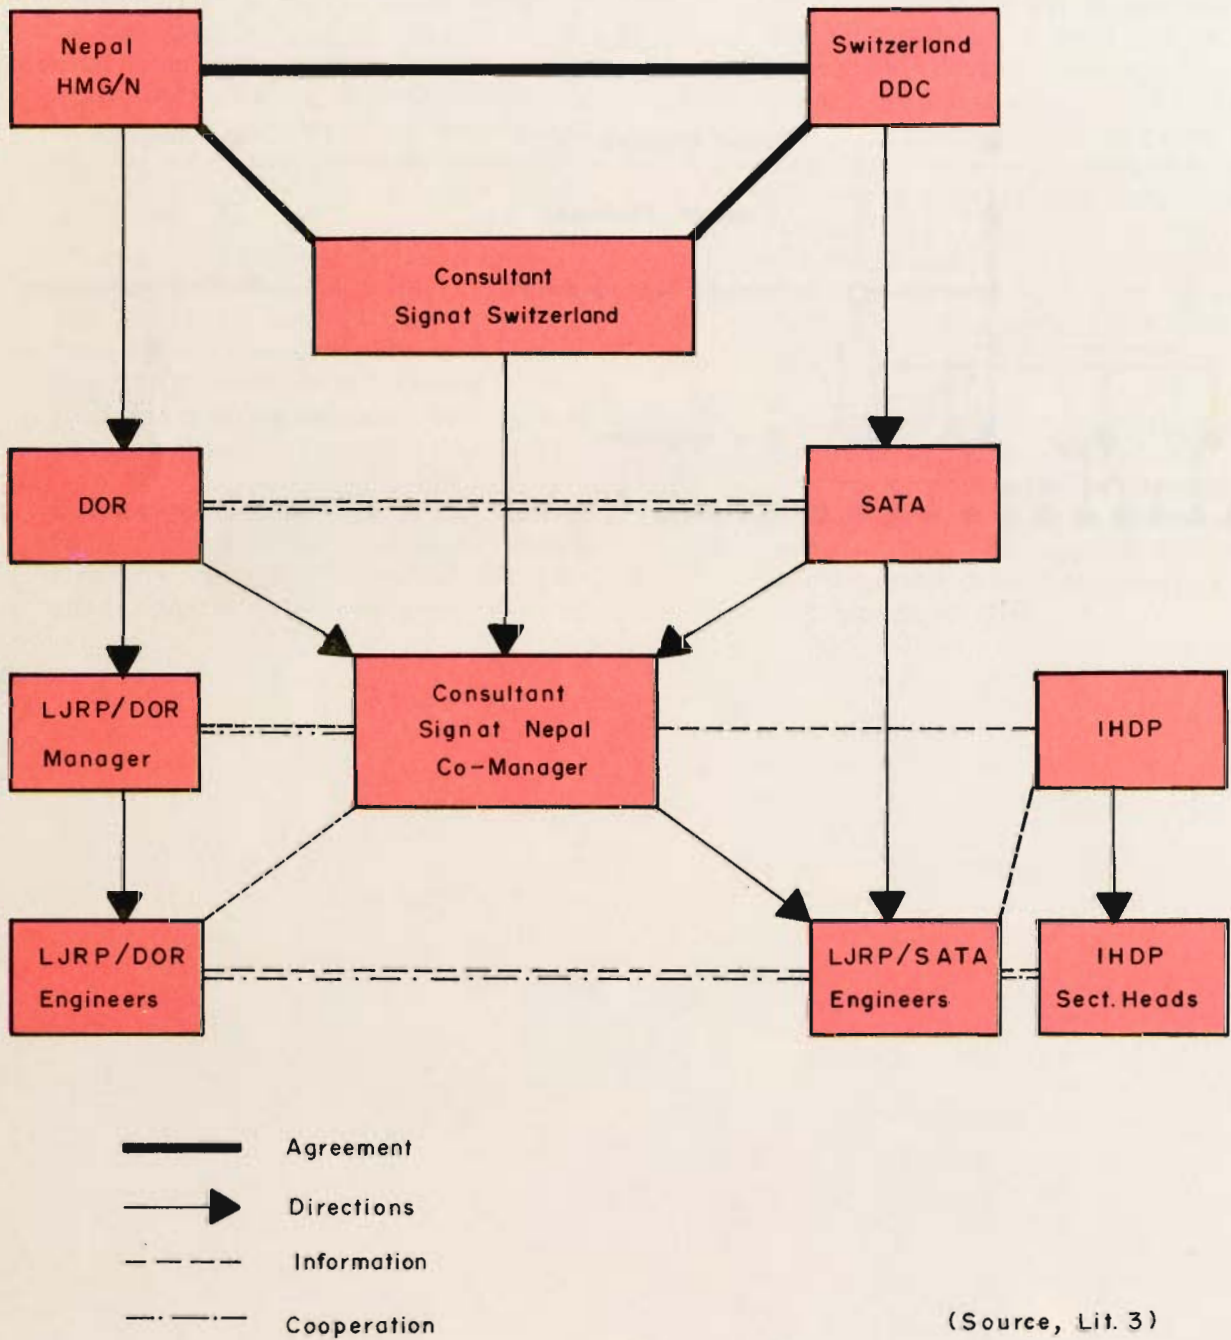 Nepal
HMG/N
Switzerland
DDC
Consultant
Signat Switzerland
DOR
SATA
LJRP/DOR
Manager
Consultant
Signat Nepal
Co-Manager
IHDP
LJRP/DOR
Engineers
LJRP/SATA
Engineers
IHDP
Sect. Heads
Agreement
Directions
Information
Cooperation
(Source, Lit. 3)